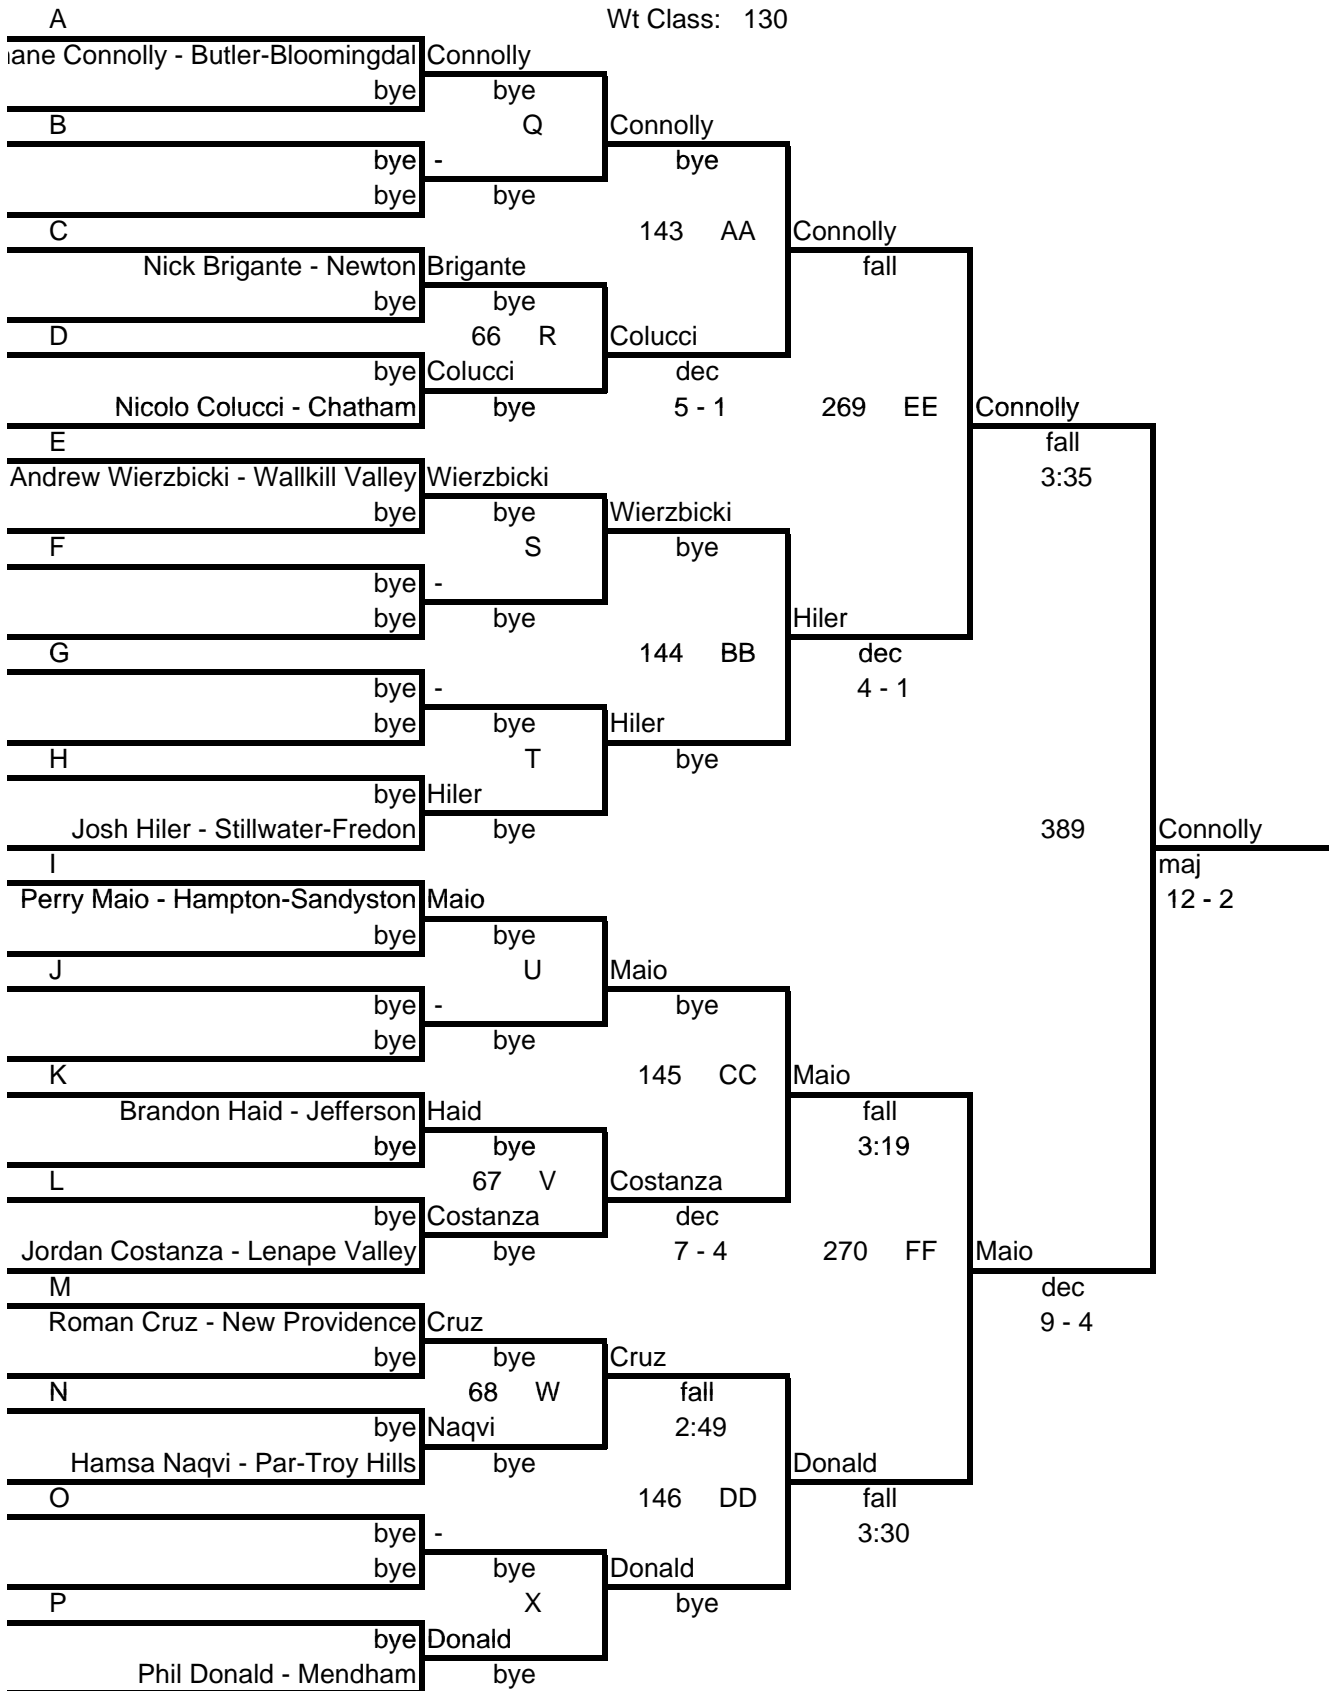 A
Wt Class: 130
Connolly - Butler-Bloomingdal
Connolly
bye
bye
B
Q
Connolly
bye
-
bye
bye
bye
C
143 AA
Connolly
Nick Brigante - Newton
Brigante
fall
bye
bye
D
66 R
Colucci
bye
Colucci
dec
Nicolo Colucci - Chatham
bye
5 - 1
269 EE
Connolly
E
fall
Andrew Wierzbicki - Wallkill Valley
Wierzbicki
3:35
bye
bye
Wierzbicki
F
S
bye
bye
-
bye
bye
Hiler
G
144 BB
dec
bye
-
4 - 1
bye
bye
Hiler
H
T
bye
bye
Hiler
Josh Hiler - Stillwater-Fredon
bye
389
Connolly
I
maj
Perry Maio - Hampton-Sandyston
Maio
12 - 2
bye
bye
J
U
Maio
bye
-
bye
bye
bye
K
145 CC
Maio
Brandon Haid - Jefferson
Haid
fall
bye
bye
3:19
L
67 V
Costanza
bye
Costanza
dec
Jordan Costanza - Lenape Valley
bye
7 - 4
270 FF
Maio
M
dec
Roman Cruz - New Providence
Cruz
9 - 4
bye
bye
Cruz
N
68 W
fall
bye
Naqvi
2:49
Hamsa Naqvi - Par-Troy Hills
bye
Donald
O
146 DD
fall
bye
-
3:30
bye
bye
Donald
P
X
bye
bye
Donald
Phil Donald - Mendham
bye